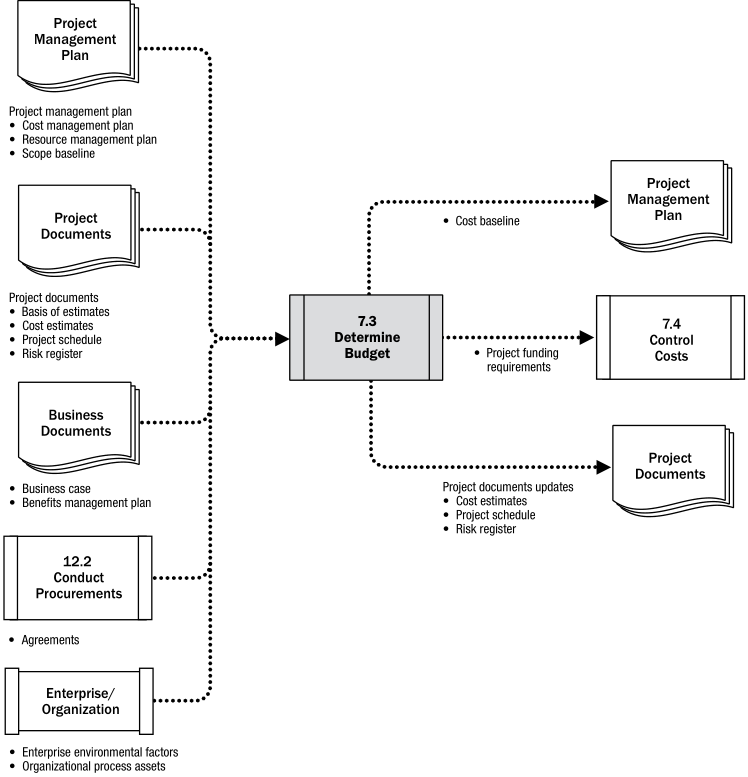 Project
Management
Plan
Project management plan
• Cost management plan
• Resource management plan
• Scope baseline
Project
Documents
Project documents
• Basis of estimates
• Cost estimates
• Project schedule
• Risk register
Business
Documents
• Business case
• Benefits management plan
12.2
Conduct
Procurements
• Agreements
Enterprise/
Organization
• Enterprise environmental factors
• Organizational process assets
7.3
Determine
Budget
• Cost baseline
Project
Management
Plan
• Project funding
requirements
7.4
Control
Costs
Project documents updates
• Cost estimates
• Project schedule
• Risk register
Project
Documents